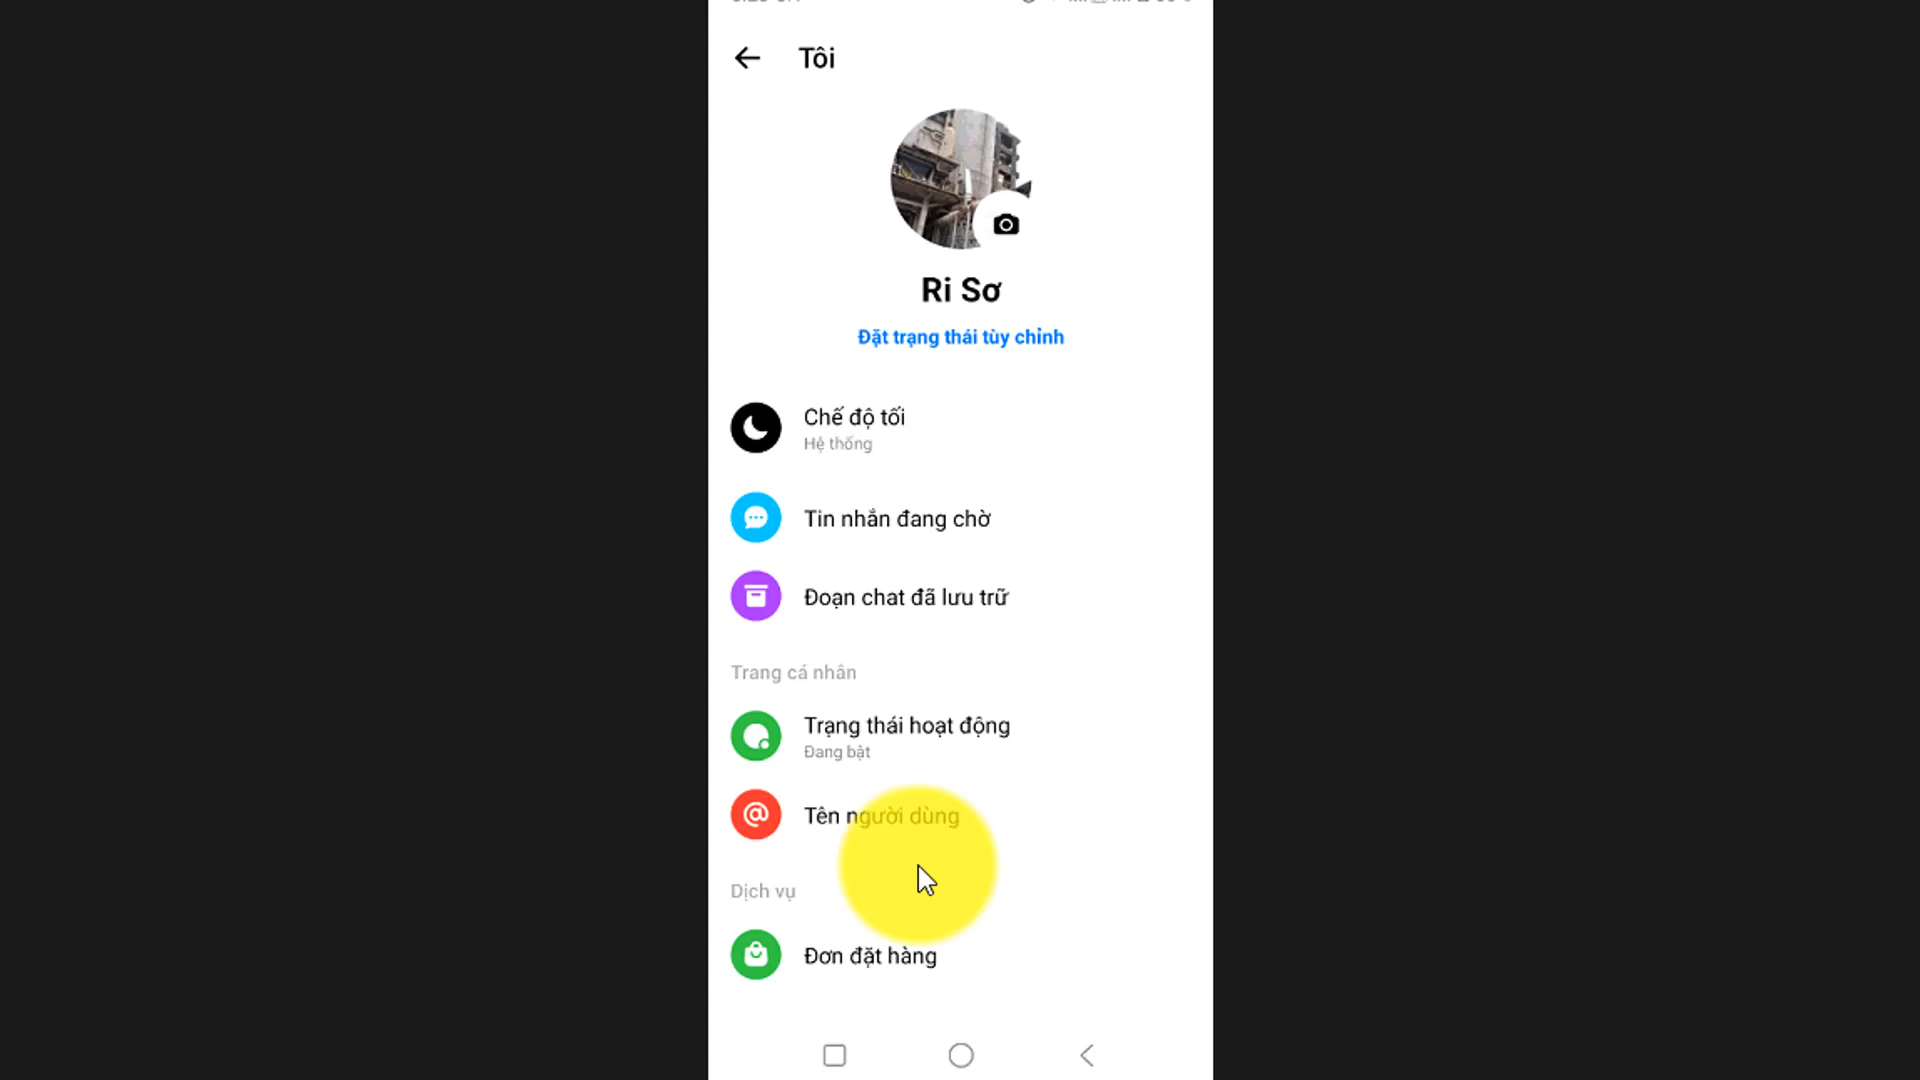 Tôi
Ri Sơ
Đặt trạng thái tùy chỉnh
Chế độ tối
Hệ thống
Tin nhắn đang chờ
Đoạn chat đã lưu trữ
Trang cá nhân
Trạng thái hoạt động
Đang bật
Tên người dùng
Dịch vụ
Đơn đặt hàng